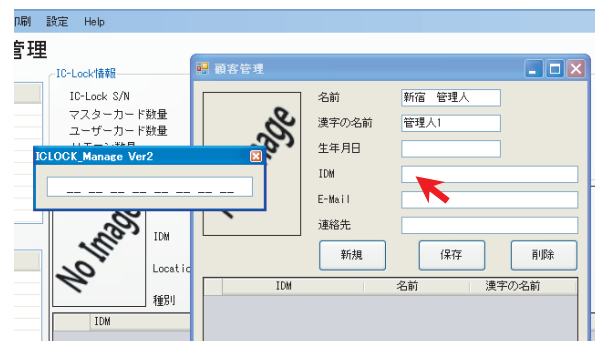 印刷 設定 Help
管理
IC-Lock情報
IC-Lock S/N
マスターカード数量
ユーザーカード数量
ICLOCK_Manage Ver2
__ __ __ __ __ __ __ __
No Image
IDM
Locatio
種別
IDM
顧客管理
Image
名前 新宿 管理人
漢字の名前 管理人1
生年月日
IDM
E-Mail
連絡先
新規 保存 削除
IDM 名前 漢字の名前